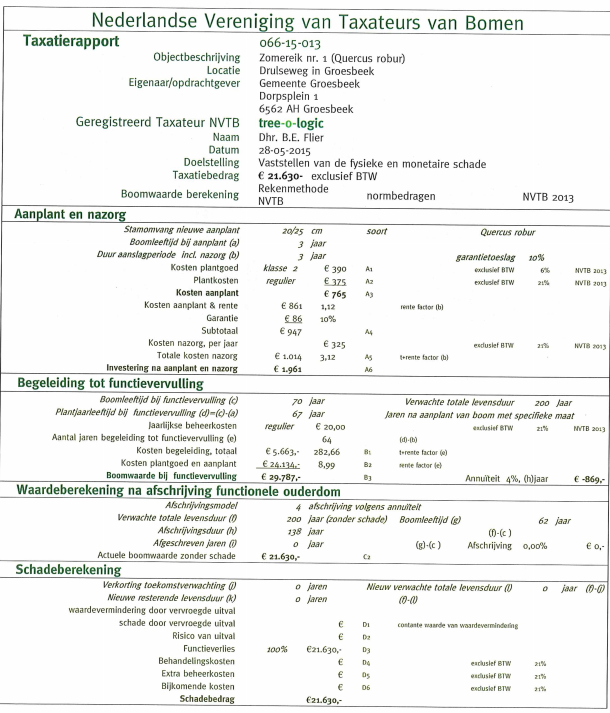 Nederlandse Vereniging van Taxateurs van Bomen
Taxatierapport 066-15-013
Objectbeschrijving Zomereik nr. 1 (Quercus robur)
Locatie Drulseweg in Groesbeek
Eigenaar/opdrachtgever Gemeente Groesbeek
Dorpsplein 1
6562 AH Groesbeek
Geregistreerd Taxateur NVTB tree-o-logic
Naam Dhr. B.E. Flier
Datum 28-05-2015
Doelstelling Vaststellen van de fysieke en monetaire schade
Taxatiebedrag € 21.630- exclusief BTW
Boomwaarde berekening Rekenmethode NVTB normbedragen NVTB 2013
Aanplant en nazorg
Stamomvang nieuwe aanplant 20/25 cm soort Quercus robur
Boomleeftijd bij aanplant (a) 3 jaar
Duur aanslagperiode incl. nazorg (b) 3 jaar garantietoeslag 10%
Kosten plantgoed klasse 2 € 390 A1 exclusief BTW 6% NVTB 2013
Plantkosten regulier € 375 A2 exclusief BTW 21% NVTB 2013
Kosten aanplant € 765 A3
Kosten aanplant & rente € 861 1,12 rente factor (b)
Garantie € 86 10%
Subtotaal € 947 A4
Kosten nazorg, per jaar € 325 exclusief BTW 21% NVTB 2013
Totale kosten nazorg € 1.014 3,12 A5 t+rente factor (b)
Investering na aanplant en nazorg € 1.961 A6
Begeleiding tot functievervulling
Boomleeftijd bij functievervulling (c) 70 jaar Verwachte totale levensduur 200 jaar
Plantjaarleeftijd bij functievervulling (d)=(c)-(a) 67 jaar Jaren na aanplant van boom met specifieke maat
Jaarlijkse beheerkosten regulier € 20,00 exclusief BTW 21% NVTB 2013
Aantal jaren begeleiding tot functievervulling (e) 64 (d)-(b)
Kosten begeleiding, totaal € 5.663,- 282,66 B1 t+rente factor (e)
Kosten plantgoed en aanplant € 24.134,- 8,99 B2 rente factor (e)
Boomwaarde bij functievervulling € 29.787,- B3 Annuïteit 4%, (h)jaar € -869,-
Waardeberekening na afschrijving functionele ouderdom
Afschrijvingsmodel 4 afschrijving volgens annuïteit
Verwachte totale levensduur (f) 200 jaar (zonder schade) Boomleeftijd (g) 62 jaar
Afschrijvingsduur (h) 138 jaar (f)-(c )
Afgeschreven jaren (i) 0 jaar (g)-(c ) Afschrijving 0,00% € 0,-
Actuele boomwaarde zonder schade € 21.630,- C2
Schadeberekening
Verkorting toekomstverwachting (j) 0 jaren Nieuw verwachte totale levensduur (l) 0 jaar (f)-(j)
Nieuwe resterende levensduur (k) 0 jaren (f)-(l)
waardevermindering door vervroegde uitval
schade door vervroegde uitval € D1 contante waarde van waardevermindering
Risico van uitval € D2
Functieverlies 100% €21.630,- D3
Behandelingskosten € D4 exclusief BTW 21%
Extra beheerkosten € D5 exclusief BTW 21%
Bijkomende kosten € D6 exclusief BTW 21%
Schadebedrag €21.630,-